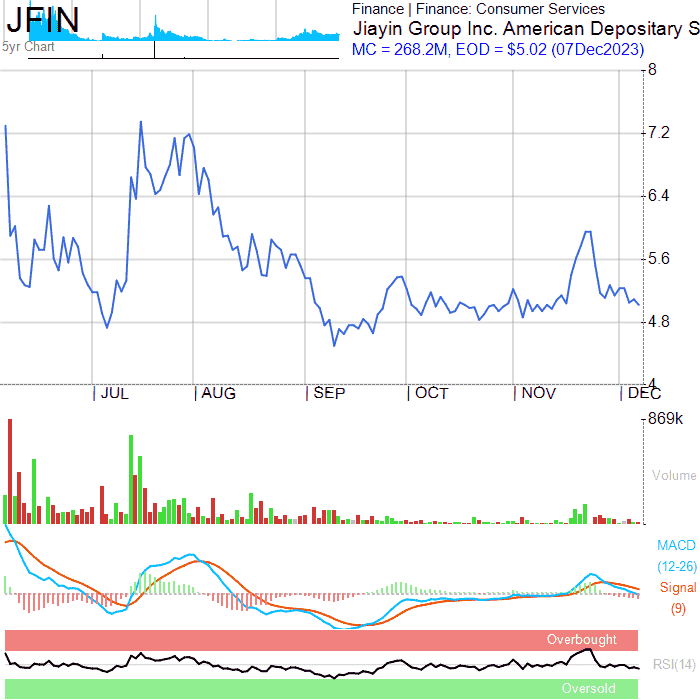 JFIN
5yr Chart
Finance | Finance: Consumer Services
Jiayin Group Inc. American Depositary S
MC = 268.2M, EOD = $5.02 (07Dec2023)
8
7.2
6.4
5.6
4.8
4
JUL AUG SEP OCT NOV DEC
869k
Volume
MACD
(12-26)
Signal
(9)
Overbought
RSI(14)
Oversold